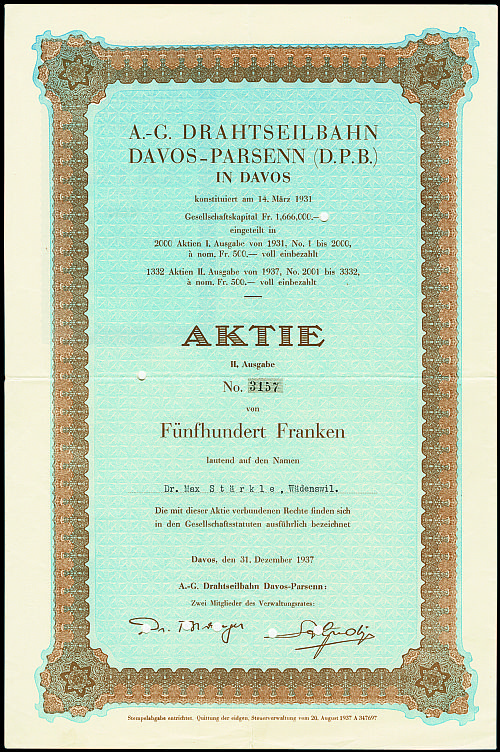 A.-G. DRAHTSEILBAHN
DAVOS-PARSENN (D.P.B.)
IN DAVOS
konstituiert am 14. März 1931
Gesellschaftskapital Fr. 1,666,000.—
eingeteilt in
2000 Aktien I. Ausgabe von 1931, No. 1 bis 2000,
à nom. Fr. 500.— voll einbezahlt
1332 Aktien II. Ausgabe von 1937, No. 2001 bis 3332,
à nom. Fr. 500.— voll einbezahlt
AKTIE
II. Ausgabe
No. 3157
von
Fünfhundert Franken
lautend auf den Namen
Dr. Max Stärkle, Wädenswil.
Die mit dieser Aktie verbundenen Rechte finden sich
in den Gesellschaftsstatuten ausführlich bezeichnet
Davos, den 31. Dezember 1937
A.-G. Drahtseilbahn Davos-Parsenn:
Zwei Mitglieder des Verwaltungsrates:
Dr.
Stempelabgabe entrichtet. Quittung der eidgen. Steuerverwaltung vom 20. August 1937 A 347697